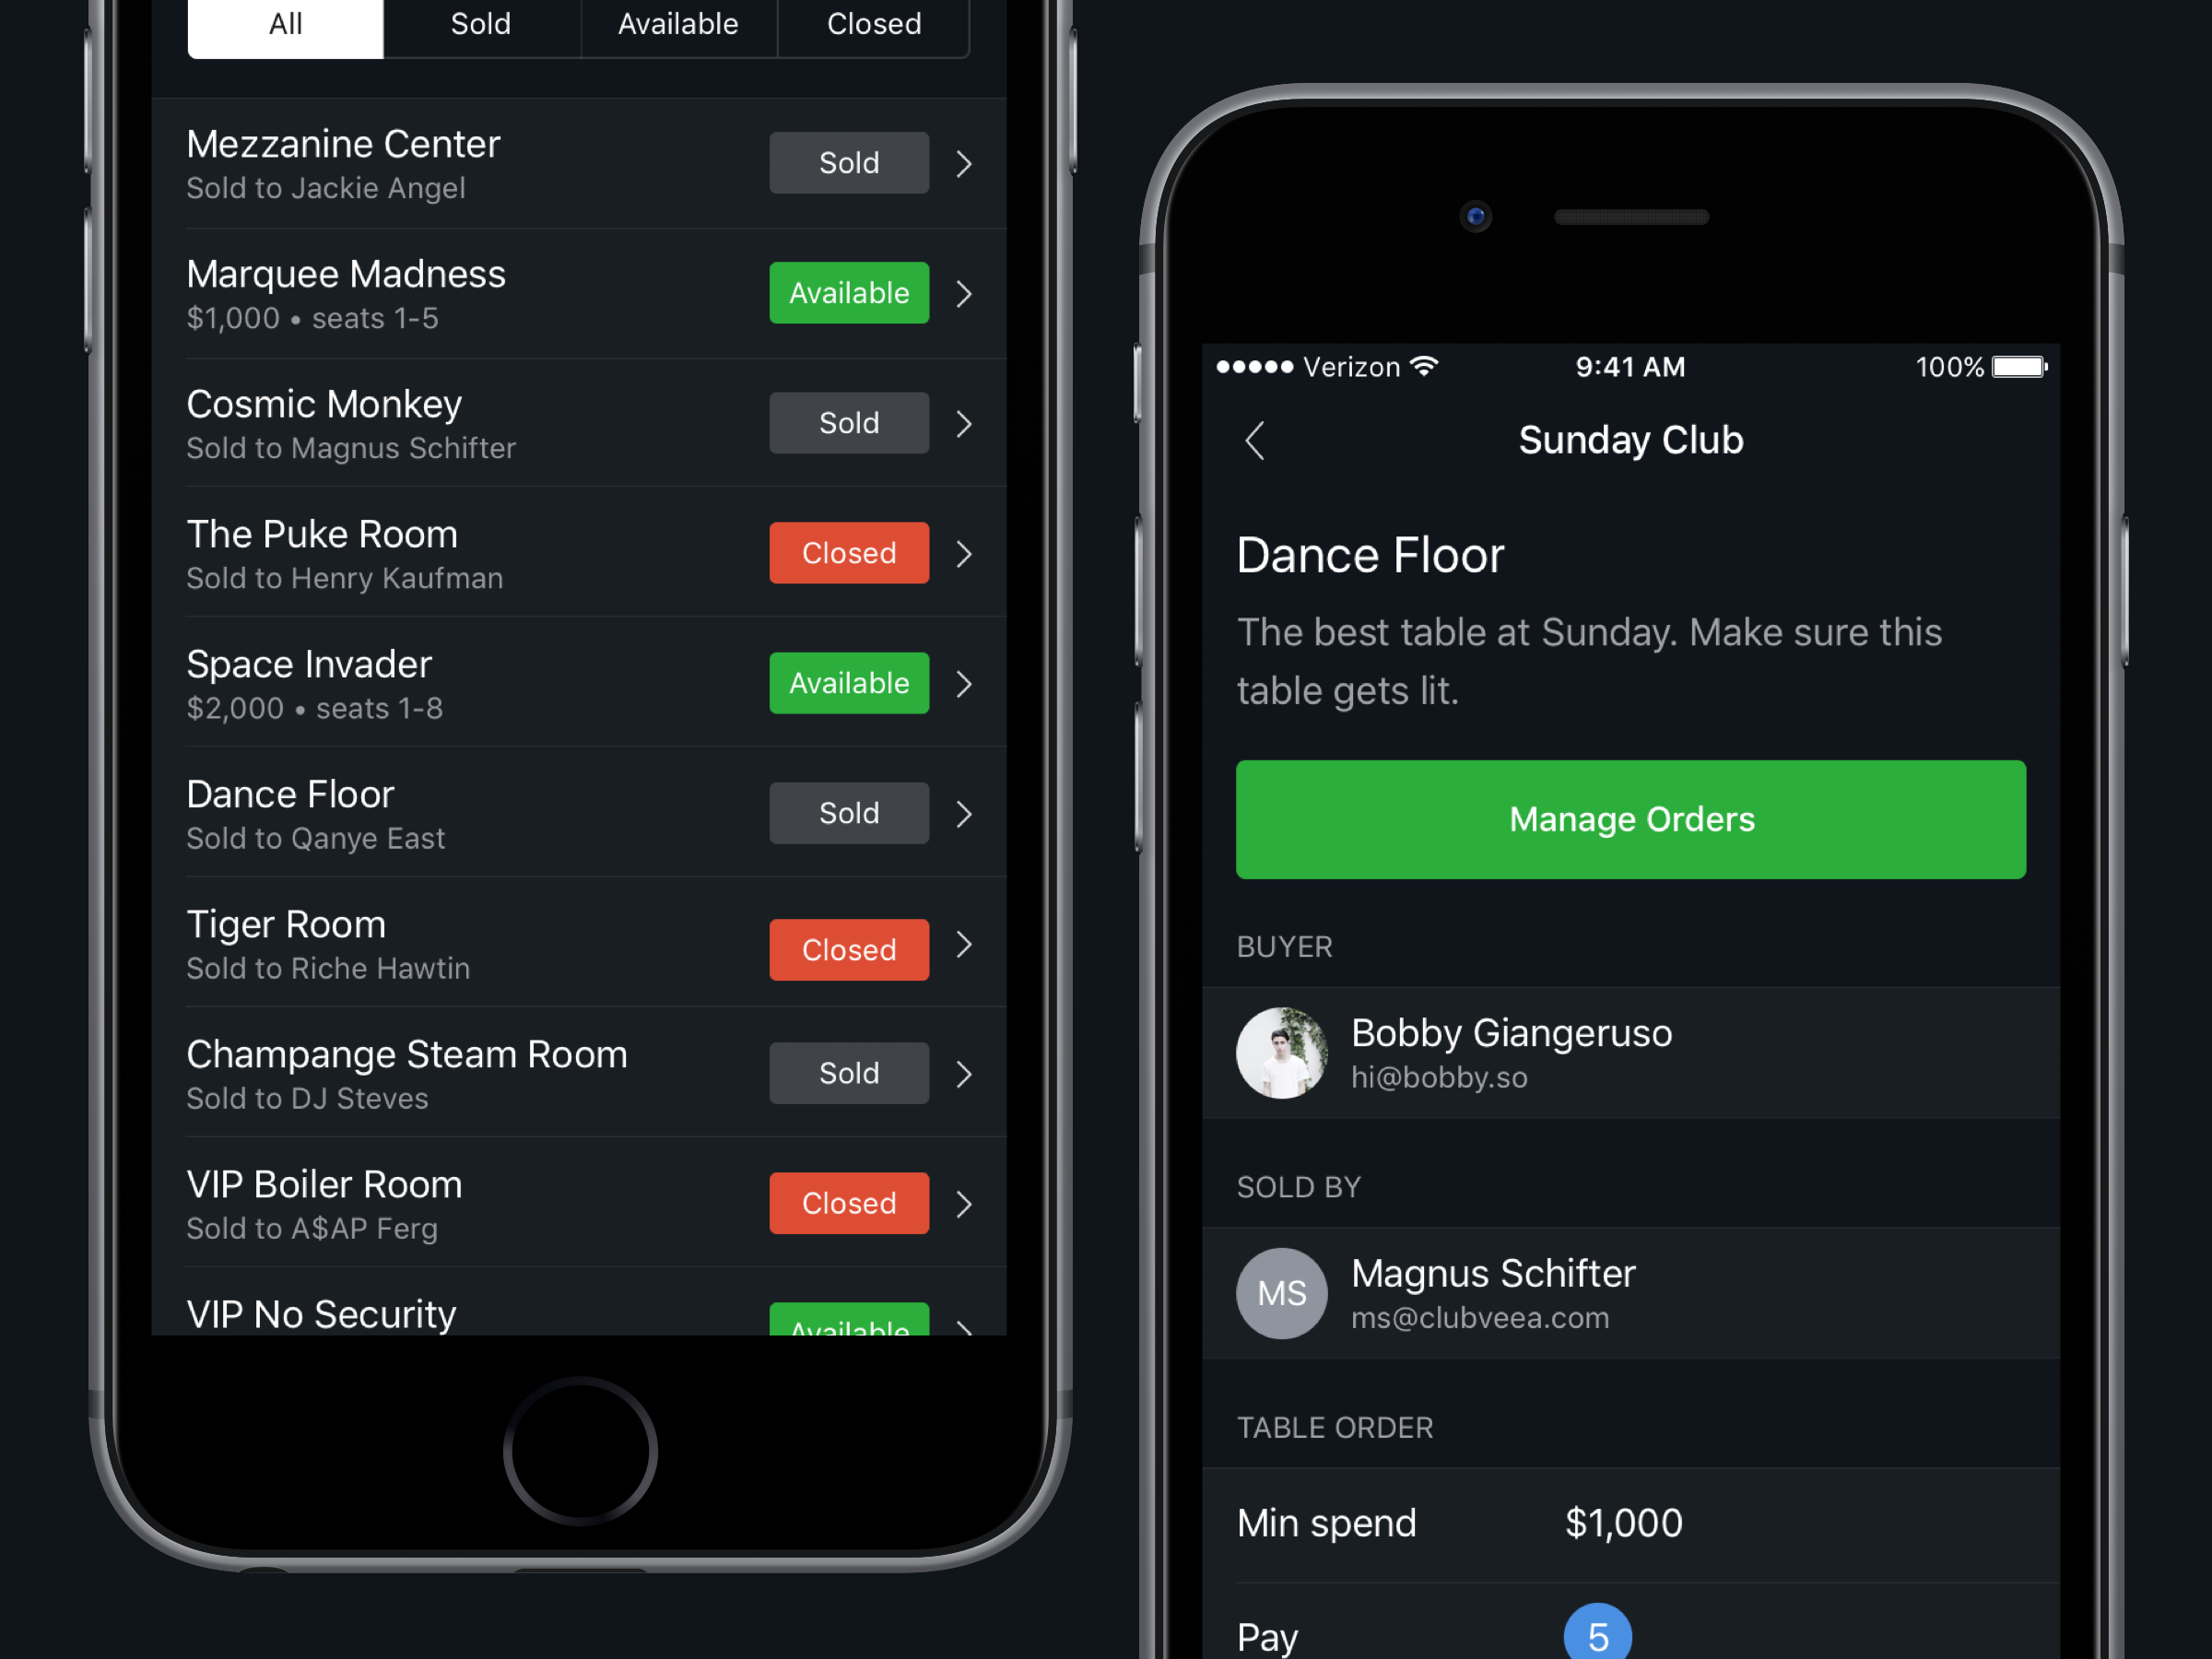 All
Sold
Available
Closed
Mezzanine Center
Sold to Jackie Angel
Sold
Marquee Madness
$1,000 • seats 1-5
Available
Cosmic Monkey
Sold to Magnus Schifter
Sold
The Puke Room
Sold to Henry Kaufman
Closed
Space Invader
$2,000 • seats 1-8
Available
Dance Floor
Sold to Qanye East
Sold
Tiger Room
Sold to Riche Hawtin
Closed
Champange Steam Room
Sold to DJ Steves
Sold
VIP Boiler Room
Sold to A$AP Ferg
Closed
VIP No Security
Available
Verizon
9:41 AM
100%
Sunday Club
Dance Floor
The best table at Sunday. Make sure this
table gets lit.
Manage Orders
BUYER
Bobby Giangeruso
hi@bobby.so
SOLD BY
MS
Magnus Schifter
ms@clubveea.com
TABLE ORDER
Min spend
$1,000
Pay
5